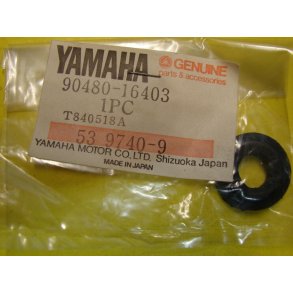 YAMAHA GENUINE
parts & accessories
90480-16403
1PC
T840518A
53 9740-9
YAMAHA MOTOR CO., LTD. Shizuoka Japan
MADE IN JAPAN